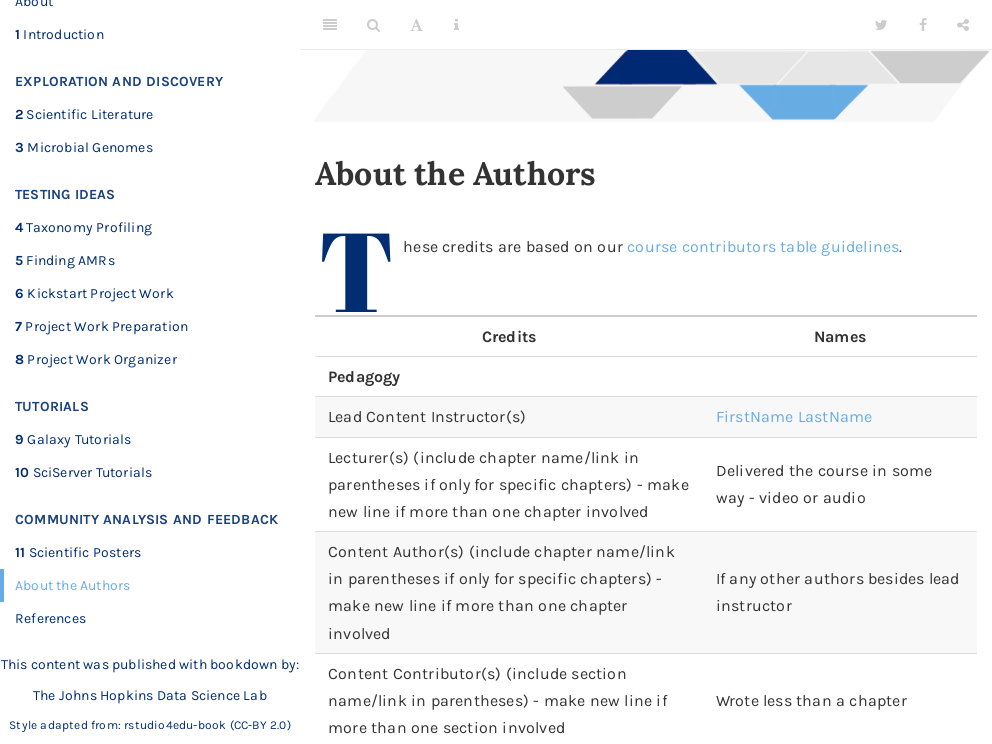 About
1 Introduction
EXPLORATION AND DISCOVERY
2 Scientific Literature
3 Microbial Genomes
TESTING IDEAS
4 Taxonomy Profiling
5 Finding AMRs
6 Kickstart Project Work
7 Project Work Preparation
8 Project Work Organizer
TUTORIALS
9 Galaxy Tutorials
10 SciServer Tutorials
COMMUNITY ANALYSIS AND FEEDBACK
11 Scientific Posters
About the Authors
References
This content was published with bookdown by:
The Johns Hopkins Data Science Lab
Style adapted from: rstudio4edu-book (CC-BY 2.0)
About the Authors
These credits are based on our course contributors table guidelines.
Credits Names
Pedagogy
Lead Content Instructor(s) FirstName LastName
Lecturer(s) (include chapter name/link in
parentheses if only for specific chapters) - make
new line if more than one chapter involved
Delivered the course in some
way - video or audio
Content Author(s) (include chapter name/link
in parentheses if only for specific chapters) -
make new line if more than one chapter
involved
If any other authors besides lead
instructor
Content Contributor(s) (include section
name/link in parentheses) - make new line if
more than one section involved
Wrote less than a chapter